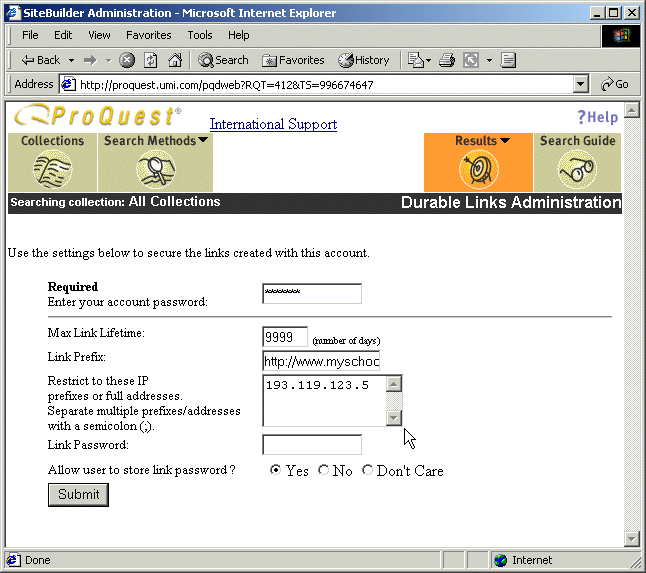 SiteBuilder Administration - Microsoft Internet Explorer
File Edit View Favorites Tools Help
Back Search Favorites History
Address http://proquest.umi.com/pqdweb?RQT=412&TS=996674647 Go
ProQuest® International Support ?Help
Collections Search Methods Results Search Guide
Searching collection: All Collections Durable Links Administration
Use the settings below to secure the links created with this account.
Required
Enter your account password: *******
Max Link Lifetime: 9999 (number of days)
Link Prefix: http://www.myschoo
Restrict to these IP 193.119.123.5
prefixes or full addresses.
Separate multiple prefixes/addresses
with a semicolon (;).
Link Password:
Allow user to store link password ? Yes No Don't Care
Submit
Done Internet